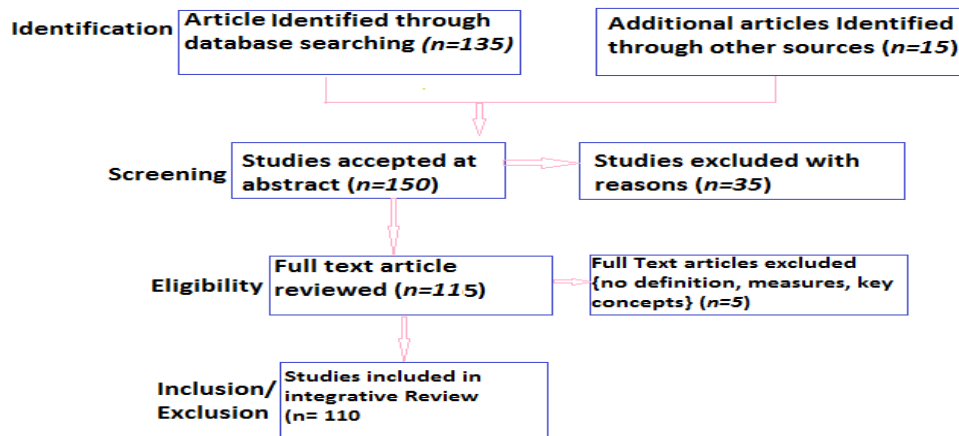 Identification
Article Identified through
database searching (n=135)
Additional articles Identified
through other sources (n=15)
Screening
Studies accepted at
abstract (n=150)
Studies excluded with
reasons (n=35)
Eligibility
Full text article
reviewed (n=115)
Full Text articles excluded
{no definition, measures, key
concepts} (n=5)
Inclusion/
Exclusion
Studies included in
integrative Review
(n= 110